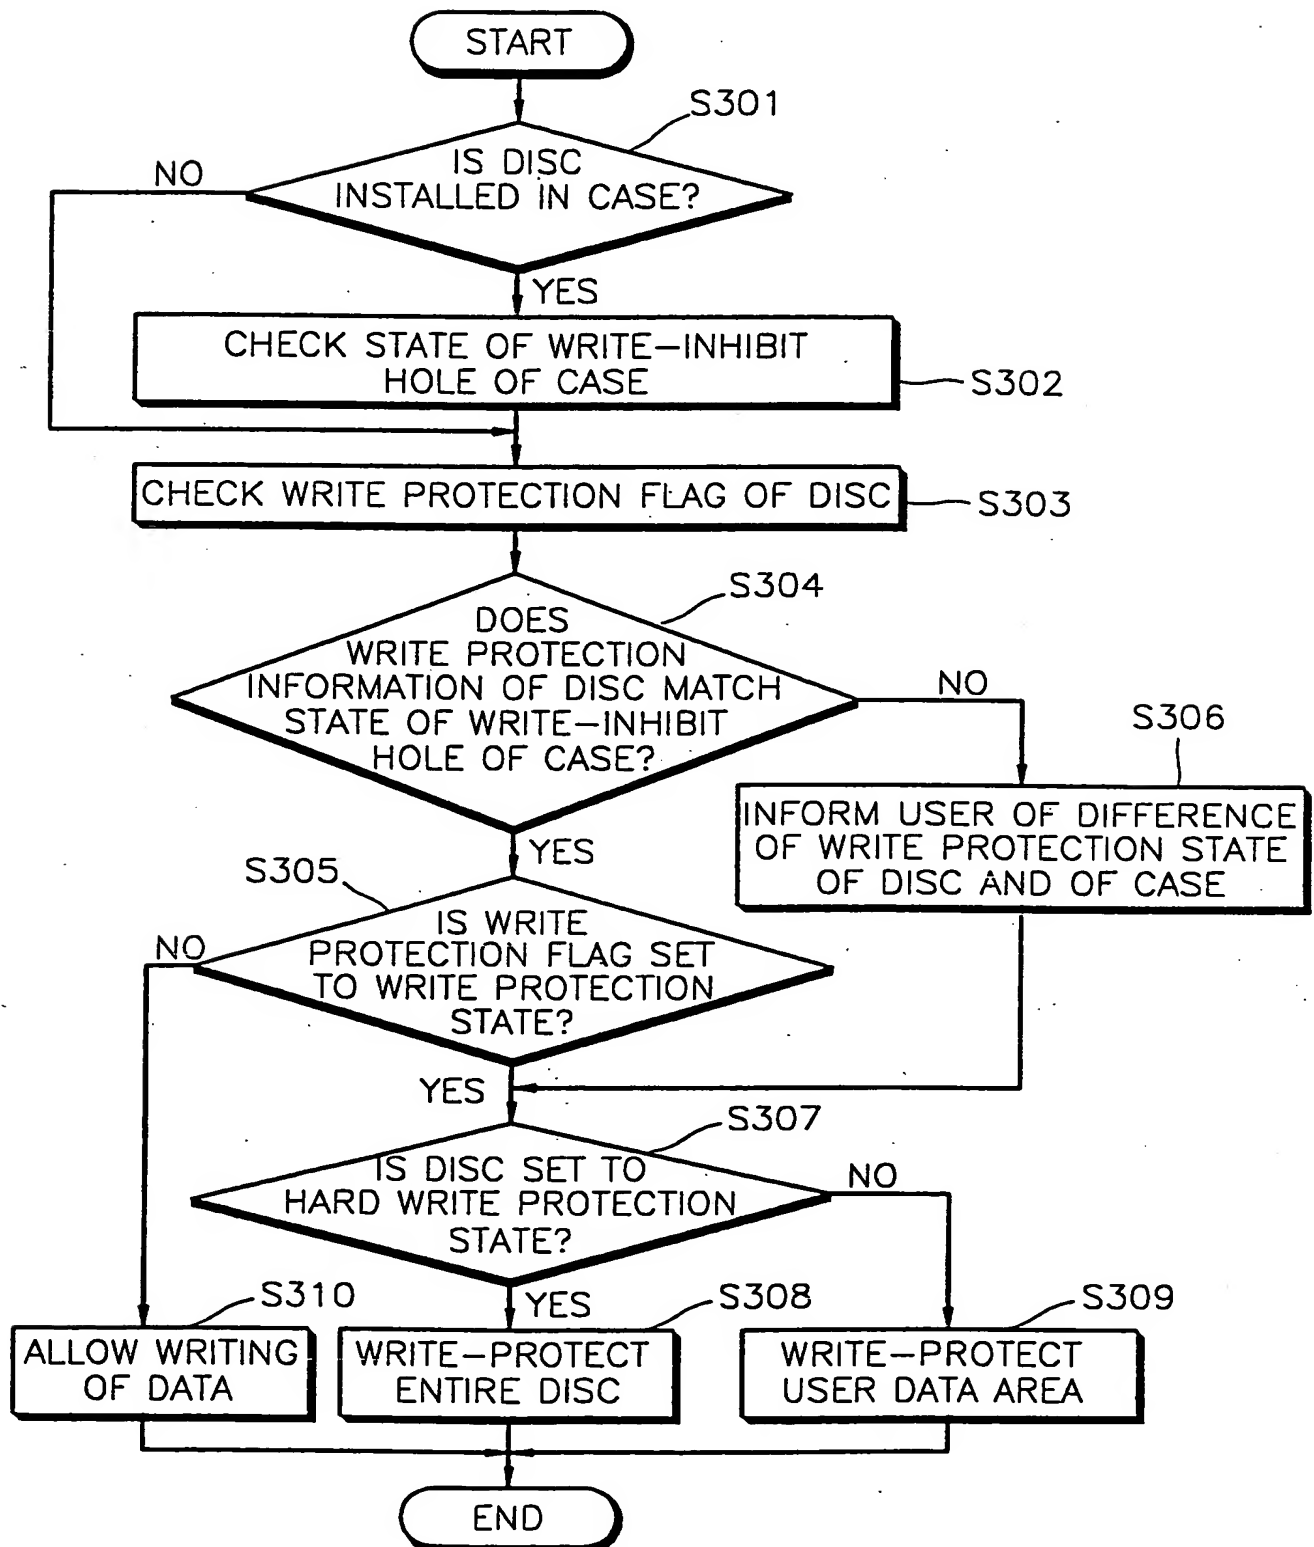 START
S301
IS DISC
INSTALLED IN CASE?
NO
YES
CHECK STATE OF WRITE-INHIBIT
HOLE OF CASE
S302
CHECK WRITE PROTECTION FLAG OF DISC
S303
S304
DOES
WRITE PROTECTION
INFORMATION OF DISC MATCH
STATE OF WRITE-INHIBIT
HOLE OF CASE?
NO
S306
INFORM USER OF DIFFERENCE
OF WRITE PROTECTION STATE
OF DISC AND OF CASE
YES
S305
IS WRITE
PROTECTION FLAG SET
TO WRITE PROTECTION
STATE?
NO
YES
S307
IS DISC SET TO
HARD WRITE PROTECTION
STATE?
NO
YES
S310
ALLOW WRITING
OF DATA
S308
WRITE-PROTECT
ENTIRE DISC
S309
WRITE-PROTECT
USER DATA AREA
END